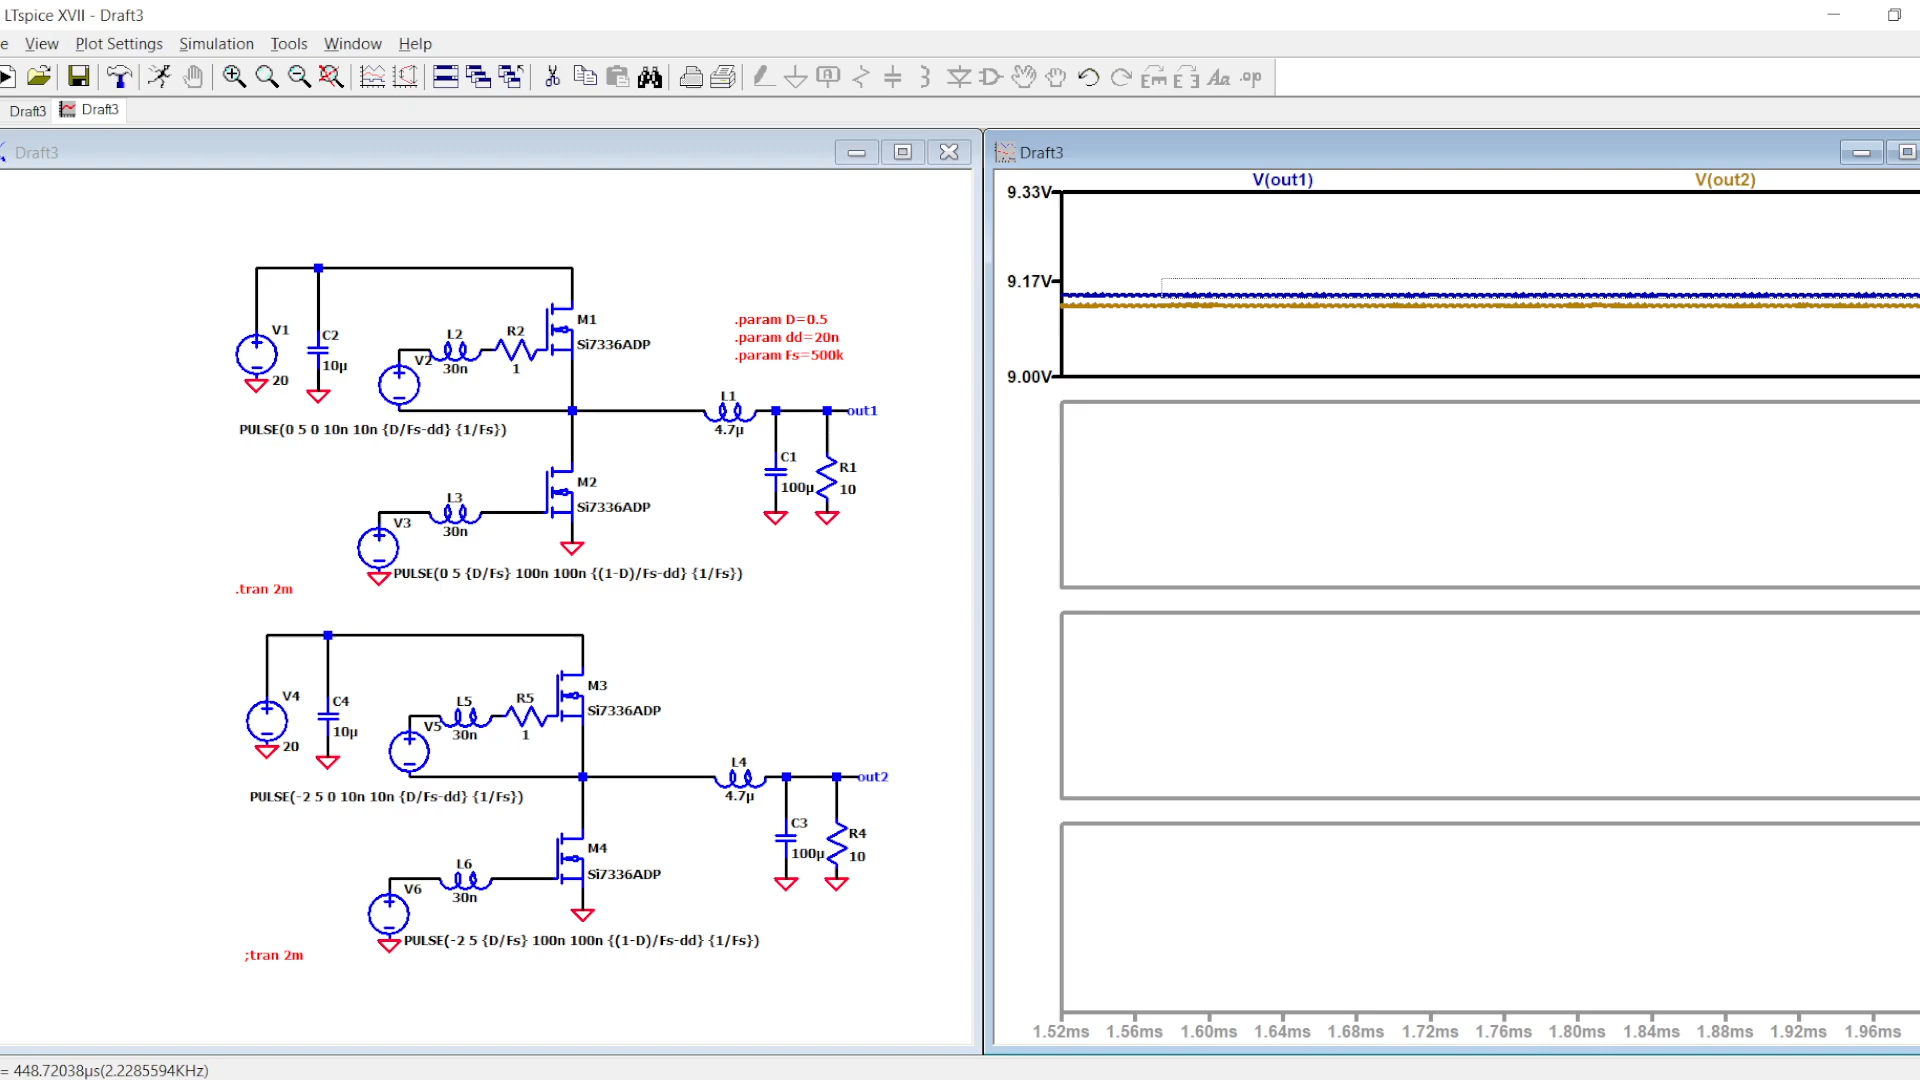 LTspice XVII - Draft3
e View Plot Settings Simulation Tools Window Help
Draft3 Draft3
Draft3
V1
20
C2
10µ
V2
L2
30n
R2
1
M1
Si7336ADP
.param D=0.5
.param dd=20n
.param Fs=500k
PULSE(0 5 0 10n 10n {D/Fs-dd} {1/Fs})
L1
4.7µ
out1
C1
100µ
R1
10
M2
Si7336ADP
L3
30n
V3
PULSE(0 5 {D/Fs} 100n 100n {(1-D)/Fs-dd} {1/Fs})
.tran 2m
V4
20
C4
10µ
V5
L5
30n
R5
1
M3
Si7336ADP
PULSE(-2 5 0 10n 10n {D/Fs-dd} {1/Fs})
L4
4.7µ
out2
C3
100µ
R4
10
M4
Si7336ADP
L6
30n
V6
PULSE(-2 5 {D/Fs} 100n 100n {(1-D)/Fs-dd} {1/Fs})
;tran 2m
Draft3
V(out1) V(out2)
9.33V
9.17V
9.00V
1.52ms 1.56ms 1.60ms 1.64ms 1.68ms 1.72ms 1.76ms 1.80ms 1.84ms 1.88ms 1.92ms 1.96ms
= 448.72038µs(2.2285594KHz)